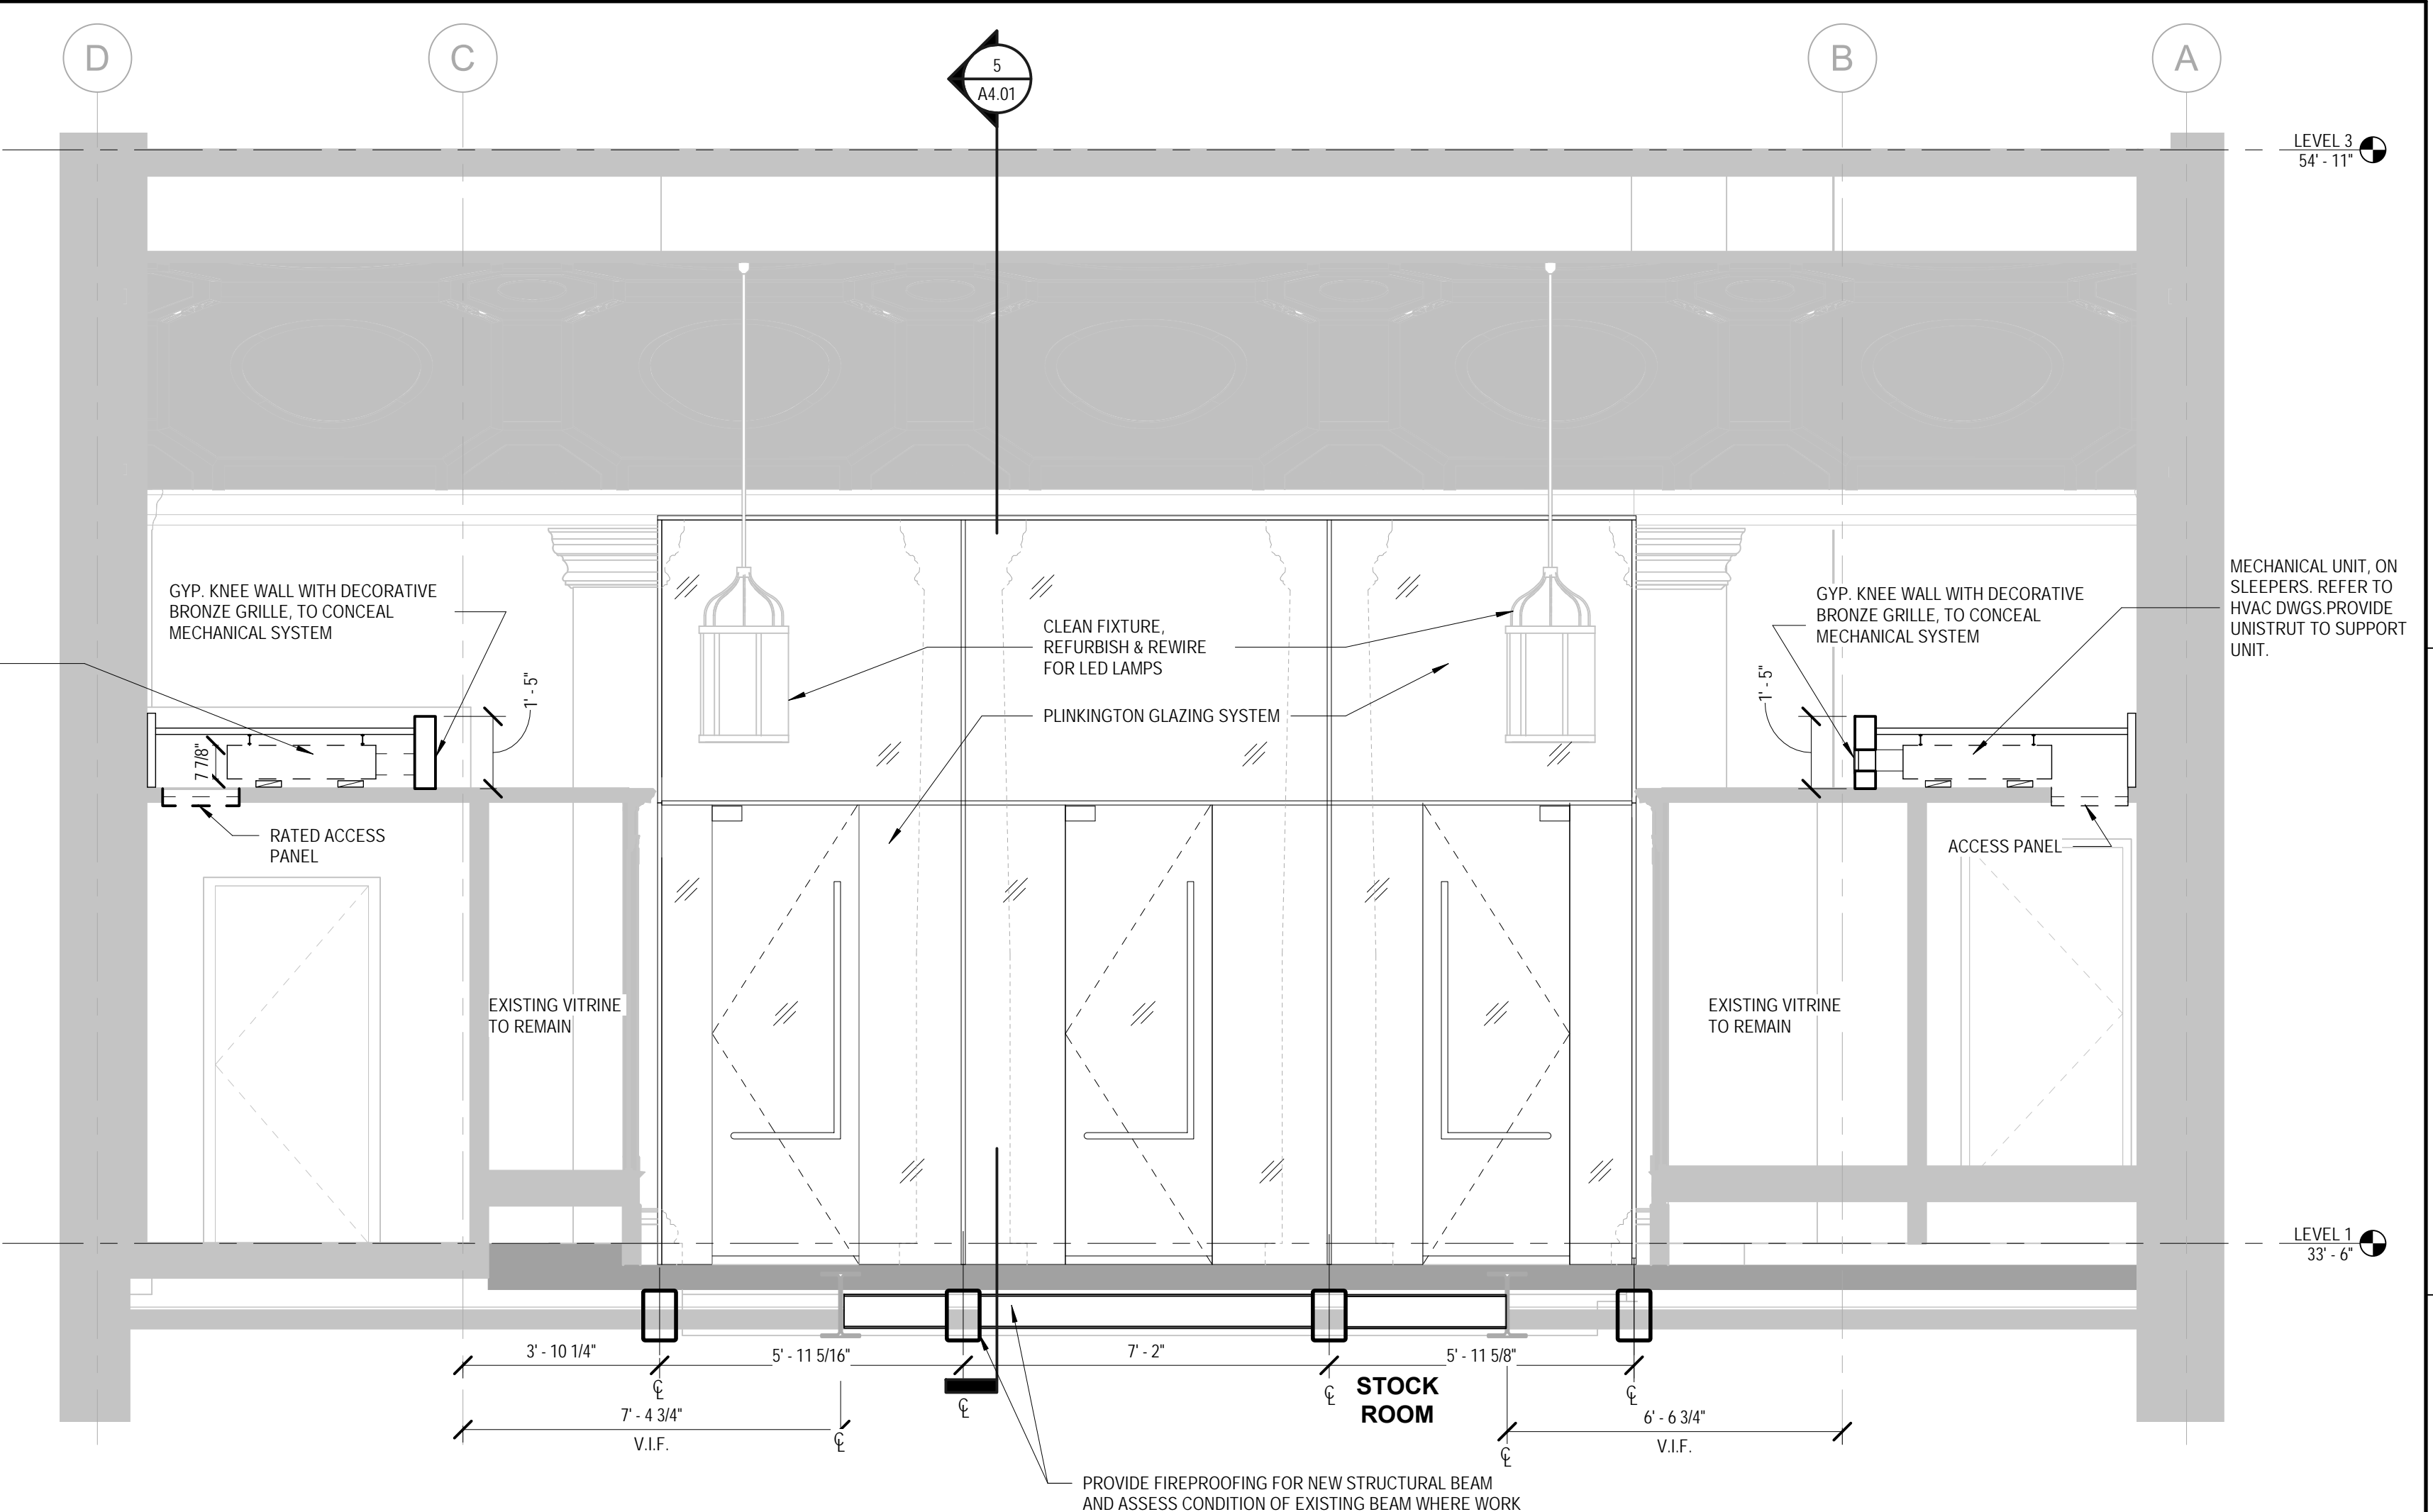 D
C
5
A4.01
B
A
LEVEL 3
54' - 11"
GYP. KNEE WALL WITH DECORATIVE
BRONZE GRILLE, TO CONCEAL
MECHANICAL SYSTEM
1' - 5"
7 7/8"
RATED ACCESS
PANEL
CLEAN FIXTURE,
REFURBISH & REWIRE
FOR LED LAMPS
PLINKINGTON GLAZING SYSTEM
GYP. KNEE WALL WITH DECORATIVE
BRONZE GRILLE, TO CONCEAL
MECHANICAL SYSTEM
1' - 5"
MECHANICAL UNIT, ON
SLEEPERS. REFER TO
HVAC DWGS.PROVIDE
UNISTRUT TO SUPPORT
UNIT.
ACCESS PANEL
EXISTING VITRINE
TO REMAIN
EXISTING VITRINE
TO REMAIN
LEVEL 1
33' - 6"
3' - 10 1/4"
5' - 11 5/16"
7' - 2"
5' - 11 5/8"
℄
℄
℄
℄
STOCK
ROOM
7' - 4 3/4"
V.I.F.
℄
6' - 6 3/4"
V.I.F.
℄
PROVIDE FIREPROOFING FOR NEW STRUCTURAL BEAM
AND ASSESS CONDITION OF EXISTING BEAM WHERE WORK